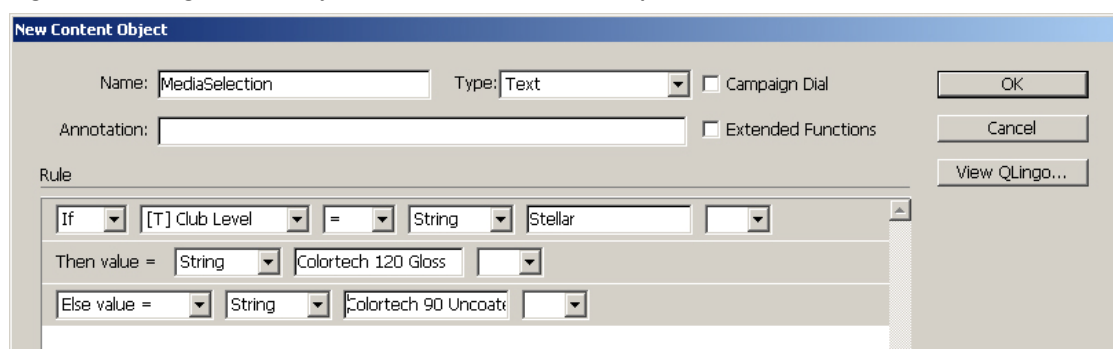 New Content Object
Name: MediaSelection Type: Text Campaign Dial OK
Annotation: Extended Functions Cancel
Rule View QLingo...
If [T] Club Level = String Stellar
Then value = String Colortech 120 Gloss
Else value = String Colortech 90